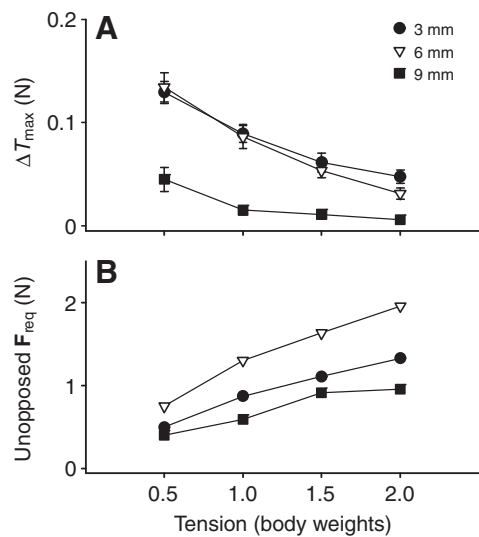 A
3 mm
6 mm
9 mm
ΔTmax (N)
0.2
0.1
0
B
Unopposed Freq (N)
2
1
0
0.5 1.0 1.5 2.0
Tension (body weights)